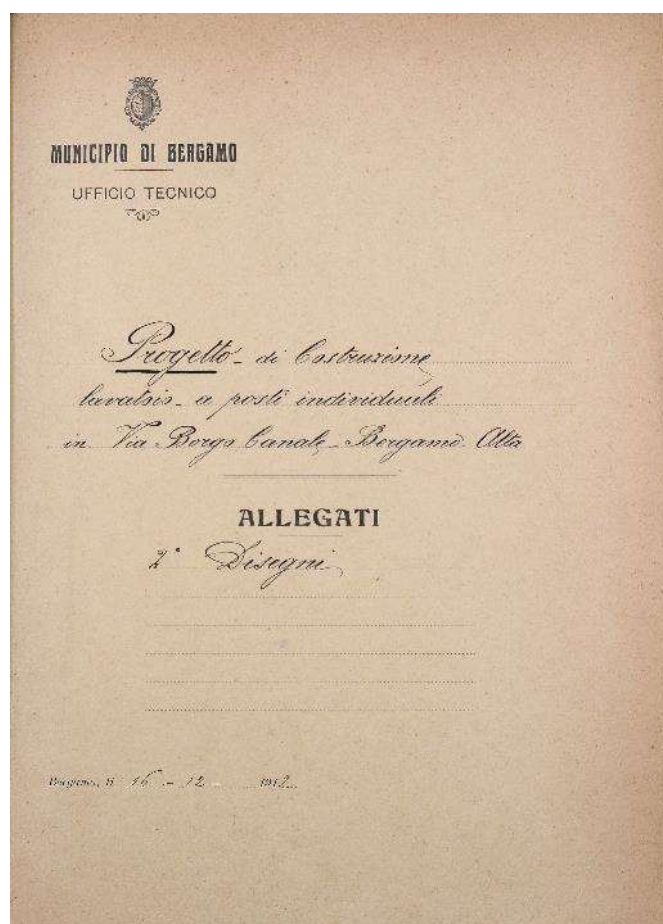 MUNICIPIO DI BERGAMO
UFFICIO TECNICO
Progetto - di Costruzione
lavatoio - a posti individuali
in Via Borgo Canale - Bergamo Alta
ALLEGATI
2° Disegni
Bergamo, li 16 - 12 - 1912